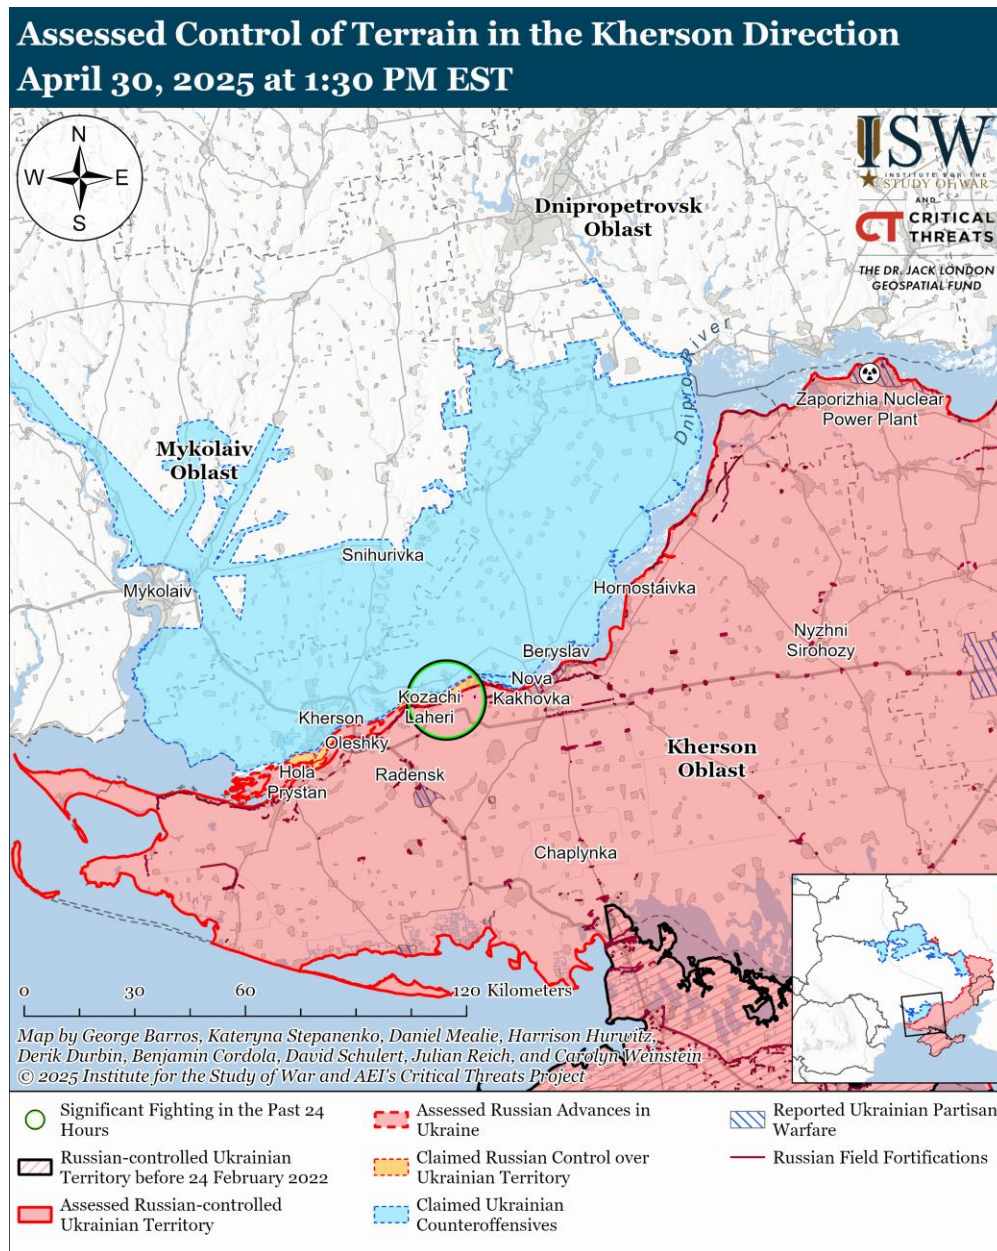 Assessed Control of Terrain in the Kherson Direction
April 30, 2025 at 1:30 PM EST
N
W
E
S
ISW
INSTITUTE FOR THE
STUDY OF WAR
AND
CT CRITICAL
THREATS
THE DR. JACK LONDON
GEOSPATIAL FUND
Dnipropetrovsk
Oblast
Dnipro River
Zaporizhia Nuclear
Power Plant
Mykolaiv
Oblast
Snihurivka
Mykolaiv
Hornostaivka
Nyzhni
Sirohozy
Beryslav
Nova
Kakhovka
Kozachi
Laheri
Kherson
Oleshky
Kherson
Oblast
Hola
Prystan
Radensk
Chaplynka
0 30 60 120 Kilometers
Map by George Barros, Kateryna Stepanenko, Daniel Mealie, Harrison Hurwitz,
Derik Durbin, Benjamin Cordola, David Schulert, Julian Reich, and Carolyn Weinstein
© 2025 Institute for the Study of War and AEI's Critical Threats Project
Significant Fighting in the Past 24
Hours
Russian-controlled Ukrainian
Territory before 24 February 2022
Assessed Russian-controlled
Ukrainian Territory
Assessed Russian Advances in
Ukraine
Claimed Russian Control over
Ukrainian Territory
Claimed Ukrainian
Counteroffensives
Reported Ukrainian Partisan
Warfare
Russian Field Fortifications